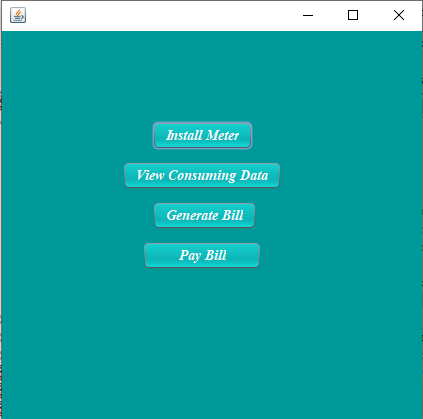 Install Meter
View Consuming Data
Generate Bill
Pay Bill